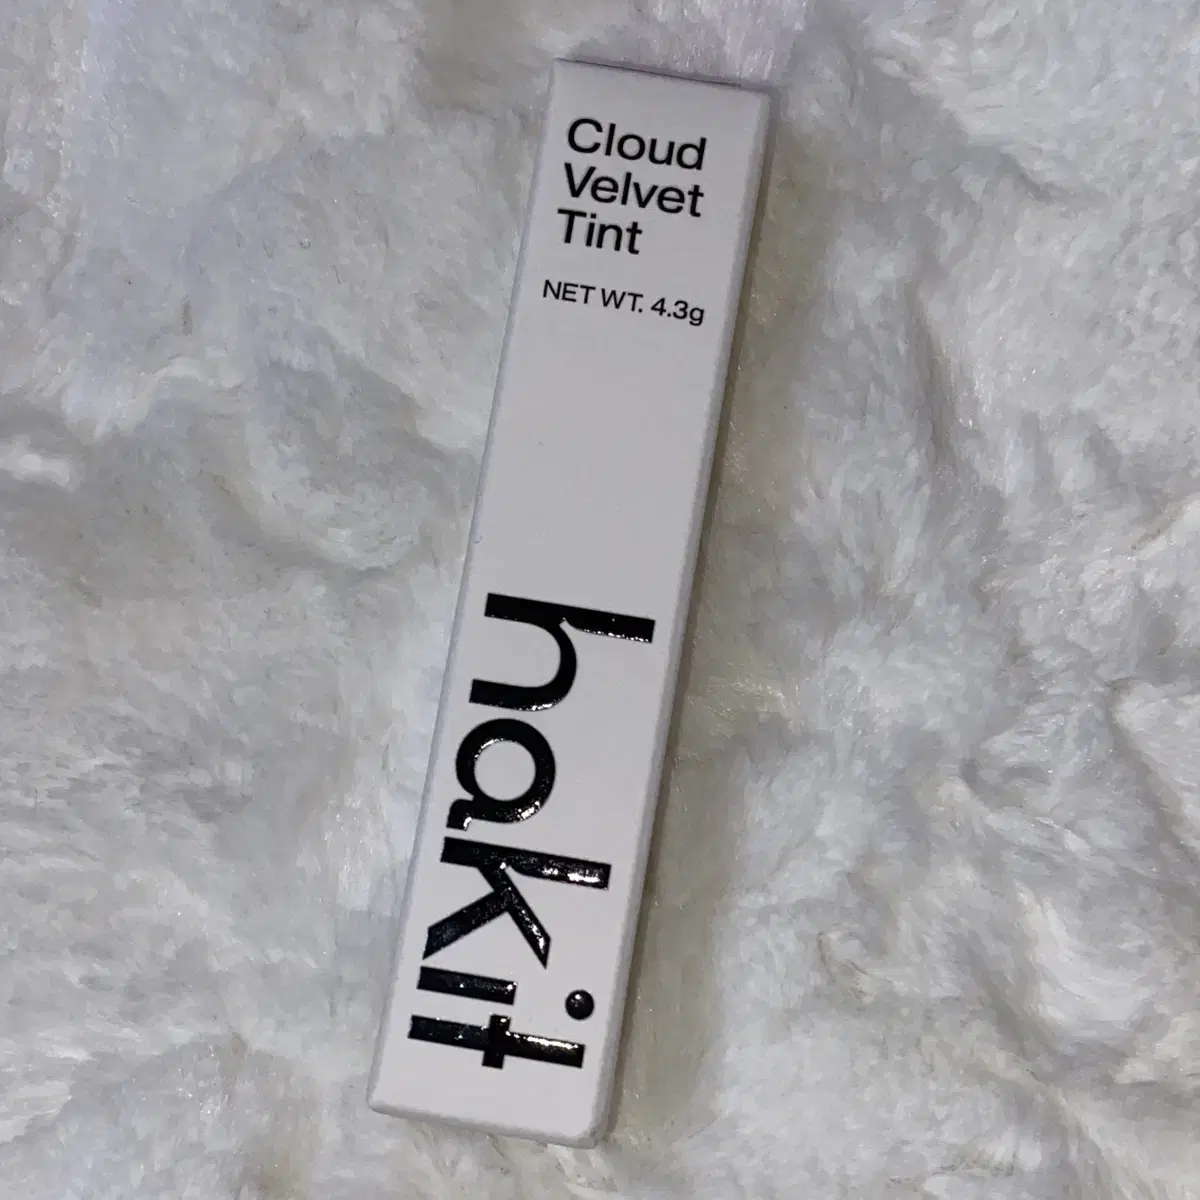 Cloud
Velvet
Tint
NET WT. 4.3g
hakit